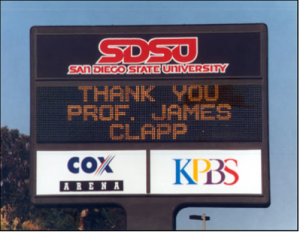 SDSU
SAN DIEGO STATE UNIVERSITY
THANK YOU
PROF. JAMES
CLAPP
COX
ARENA
KPBS